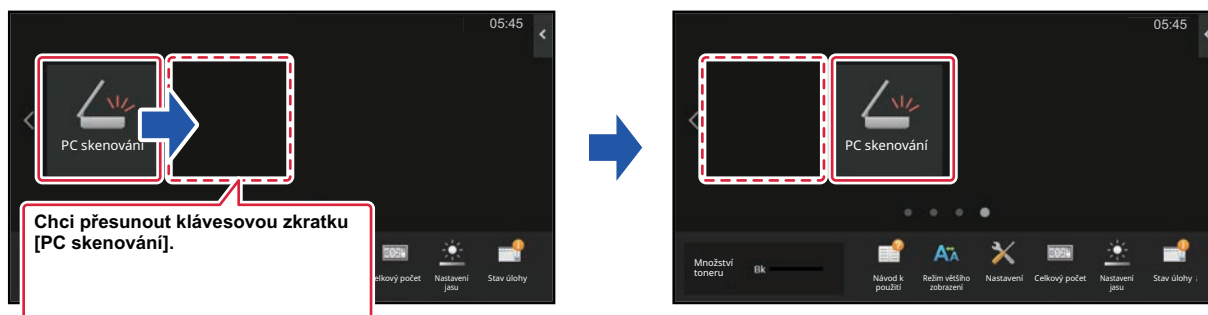 05:45
PC skenování
Chci přesunout klávesovou zkratku
[PC skenování].
elkový počet
Nastavení
jasu
Stav úlohy
05:45
PC skenování
Množství
toneru
Bk
Návod k
použití
Režim většího
zobrazení
Nastavení
Celkový počet
Nastavení
jasu
Stav úlohy